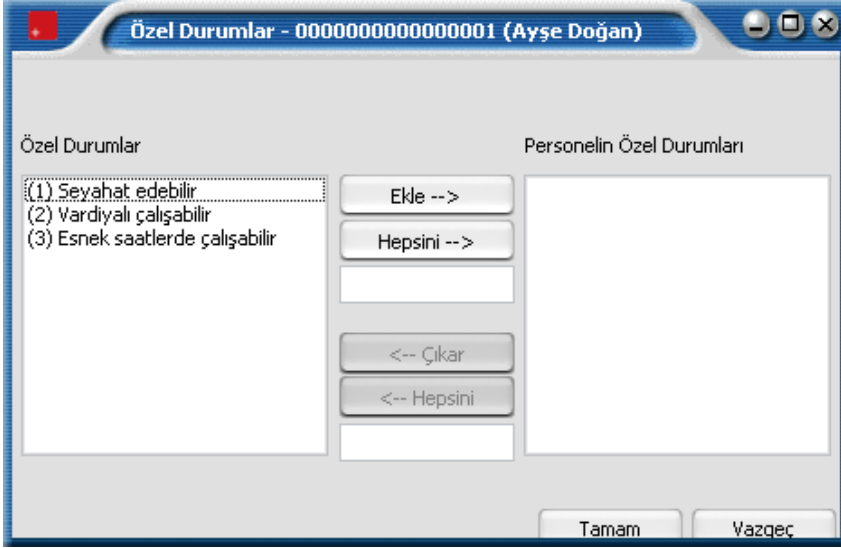 Özel Durumlar - 0000000000000001 (Ayşe Doğan)
Özel Durumlar
Personelin Özel Durumları
(1) Seyahat edebilir
(2) Vardiyalı çalışabilir
(3) Esnek saatlerde çalışabilir
Ekle -->
Hepsini -->
<-- Çıkar
<-- Hepsini
Tamam
Vazgeç